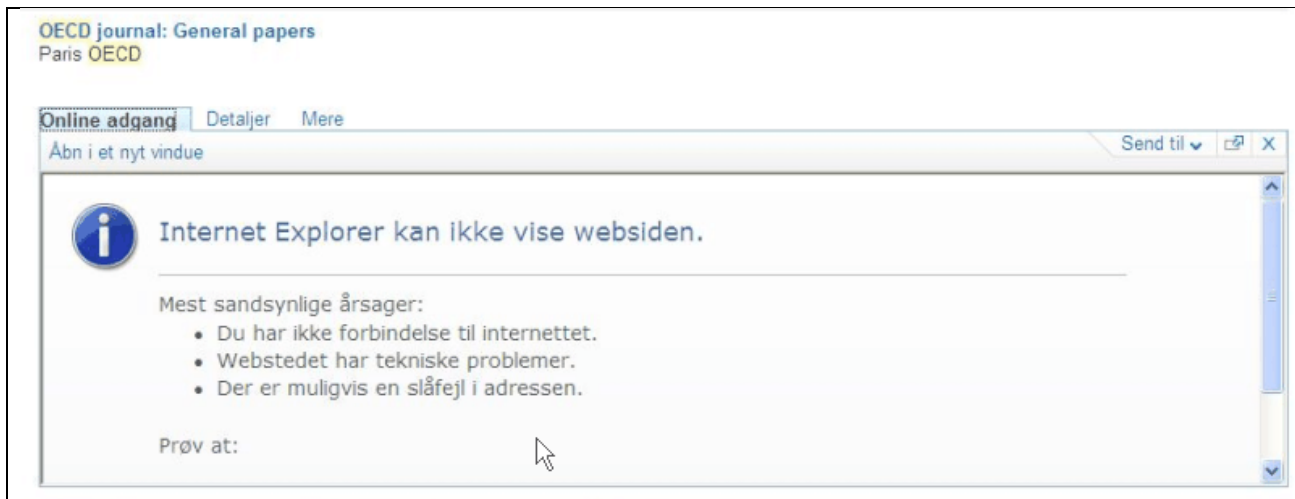 OECD journal: General papers
Paris OECD
Online adgang Detaljer Mere
Åbn i et nyt vindue Send til
Internet Explorer kan ikke vise websiden.
Mest sandsynlige årsager:
• Du har ikke forbindelse til internettet.
• Webstedet har tekniske problemer.
• Der er muligvis en slåfejl i adressen.
Prøv at: